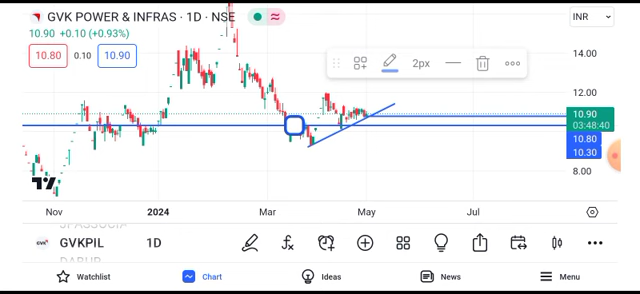 GVK POWER & INFRAS · 1D · NSE
INR
10.90 +0.10 (+0.93%)
10.80 0.10 10.90
2px
14.00
12.00
10.90
03:48:40
10.80
10.30
8.00
Nov 2024 Mar May Jul
GVKPIL 1D
Watchlist Chart Ideas News Menu